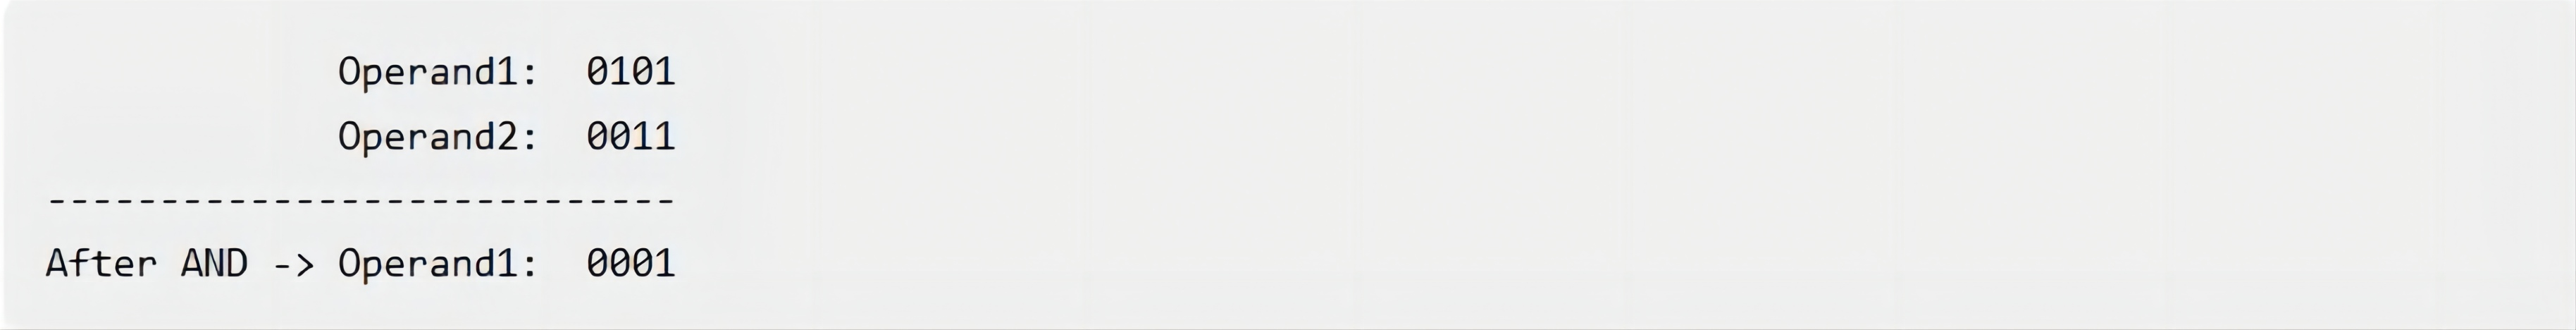 Operand1: 0101
Operand2: 0011
----------------------------
After AND -> Operand1: 0001